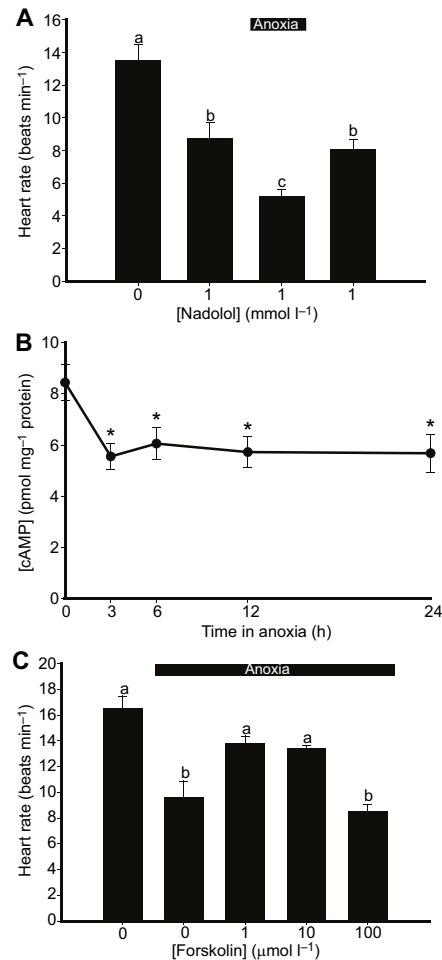 A
16
14
12
10
8
6
4
2
0
Heart rate (beats min–1)
Anoxia
a
b
c
b
0 1 1 1
[Nadolol] (mmol l–1)
B
10
8
6
4
2
0
[cAMP] (pmol mg–1 protein)
* * * *
0 3 6 12 24
Time in anoxia (h)
C
20
18
16
14
12
10
8
6
4
2
0
Heart rate (beats min–1)
Anoxia
a
b
a
a
b
0 0 1 10 100
[Forskolin] (μmol l–1)